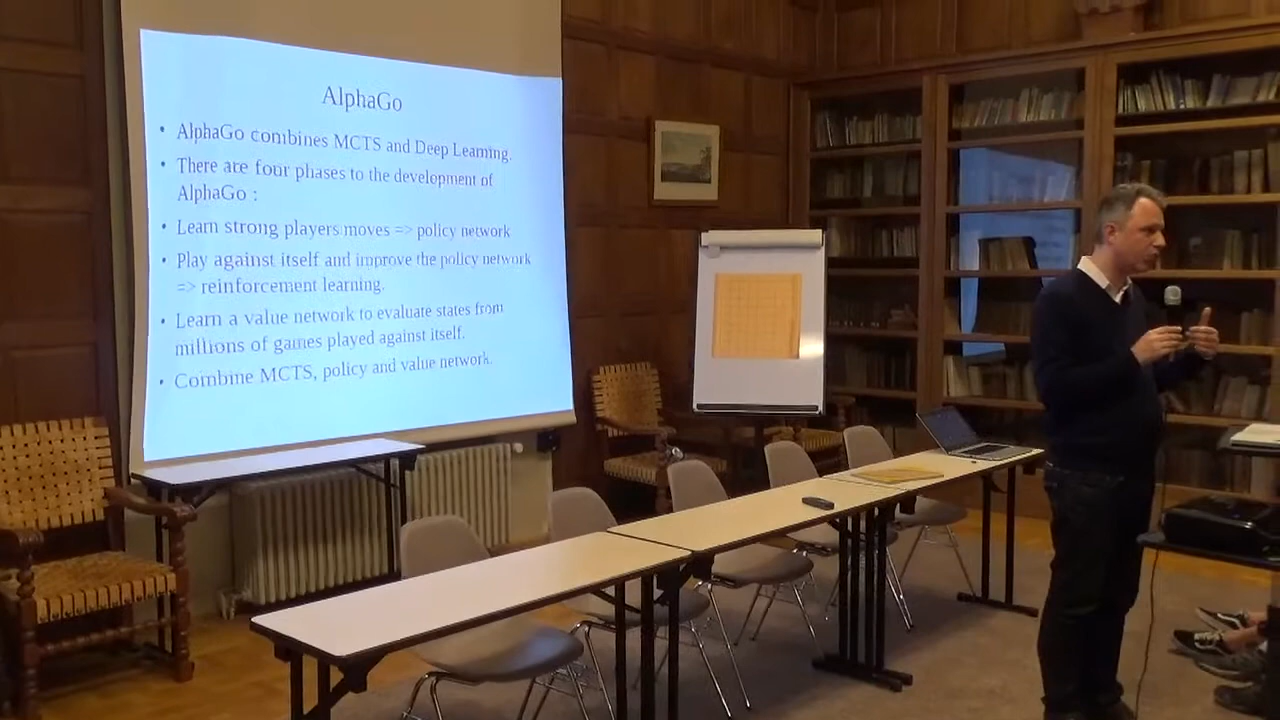 AlphaGo
• AlphaGo combines MCTS and Deep Learning.
• There are four phases to the development of
AlphaGo :
• Learn strong players moves => policy network
• Play against itself and improve the policy network
=> reinforcement learning.
• Learn a value network to evaluate states from
millions of games played against itself.
• Combine MCTS, policy and value network.